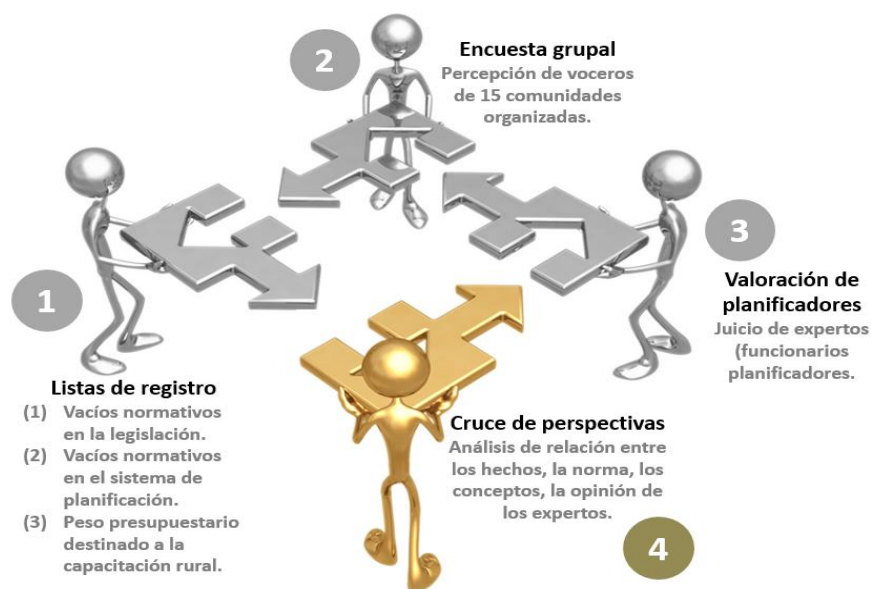 1
Listas de registro
(1) Vacíos normativos
en la legislación.
(2) Vacíos normativos
en el sistema de
planificación.
(3) Peso presupuestario
destinado a la
capacitación rural.
2
Encuesta grupal
Percepción de voceros
de 15 comunidades
organizadas.
3
Valoración de
planificadores
Juicio de expertos
(funcionarios
planificadores.
Cruce de perspectivas
Análisis de relación entre
los hechos, la norma, los
conceptos, la opinión de
los expertos.
4